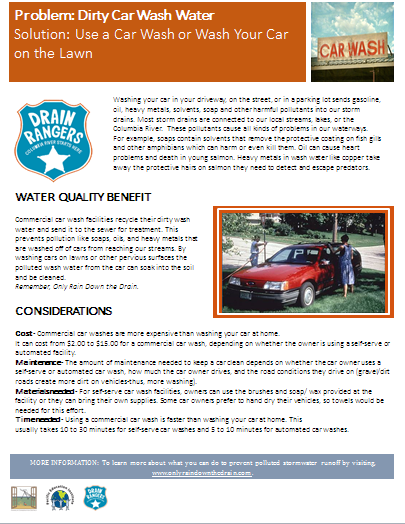 Problem: Dirty Car Wash Water
Solution: Use a Car Wash or Wash Your Car
on the Lawn
CAR WASH
DRAIN
RANGERS
COLUMBIA RIVER STARTS HERE
Washing your car in your driveway, on the street, or in a parking lot sends gasoline,
oil, heavy metals, solvents, soap and other harmful pollutants into our storm
drains. Most storm drains are connected to our local streams, lakes, or the
Columbia River. These pollutants cause all kinds of problems in our waterways.
For example, soaps contain solvents that remove the protective coating on fish gills
and other amphibians which can harm or even kill them. Oil can cause heart
problems and death in young salmon. Heavy metals in wash water like copper take
away the protective hairs on salmon they need to detect and escape predators.
WATER QUALITY BENEFIT
Commercial car wash facilities recycle their dirty wash
water and send it to the sewer for treatment. This
prevents pollution like soaps, oils, and heavy metals that
are washed off of cars from reaching our streams. By
washing cars on lawns or other pervious surfaces the
polluted wash water from the car can soak into the soil
and be cleaned.
Remember, Only Rain Down the Drain.
CONSIDERATIONS
Cost - Commercial car washes are more expensive than washing your car at home.
It can cost from $2.00 to $15.00 for a commercial car wash, depending on whether the owner is using a self-serve or
automated facility.
Maintenance - The amount of maintenance needed to keep a car clean depends on whether the car owner uses a
self-serve or automated car wash, how much the car owner drives, and the road conditions they drive on (gravel/dirt
roads create more dirt on vehicles-thus, more washing).
Materials needed - For self-serve car wash facilities, owners can use the brushes and soap/ wax provided at the
facility or they can bring their own supplies. Some car owners prefer to hand dry their vehicles, so towels would be
needed for this effort.
Time needed - Using a commercial car wash is faster than washing your car at home. This
usually takes 10 to 30 minutes for self-serve car washes and 5 to 10 minutes for automated car washes.
MORE INFORMATION: To learn more about what you can do to prevent polluted stormwater runoff by visiting,
www.onlyraindownthedrain.com.
DRAIN
RANGERS